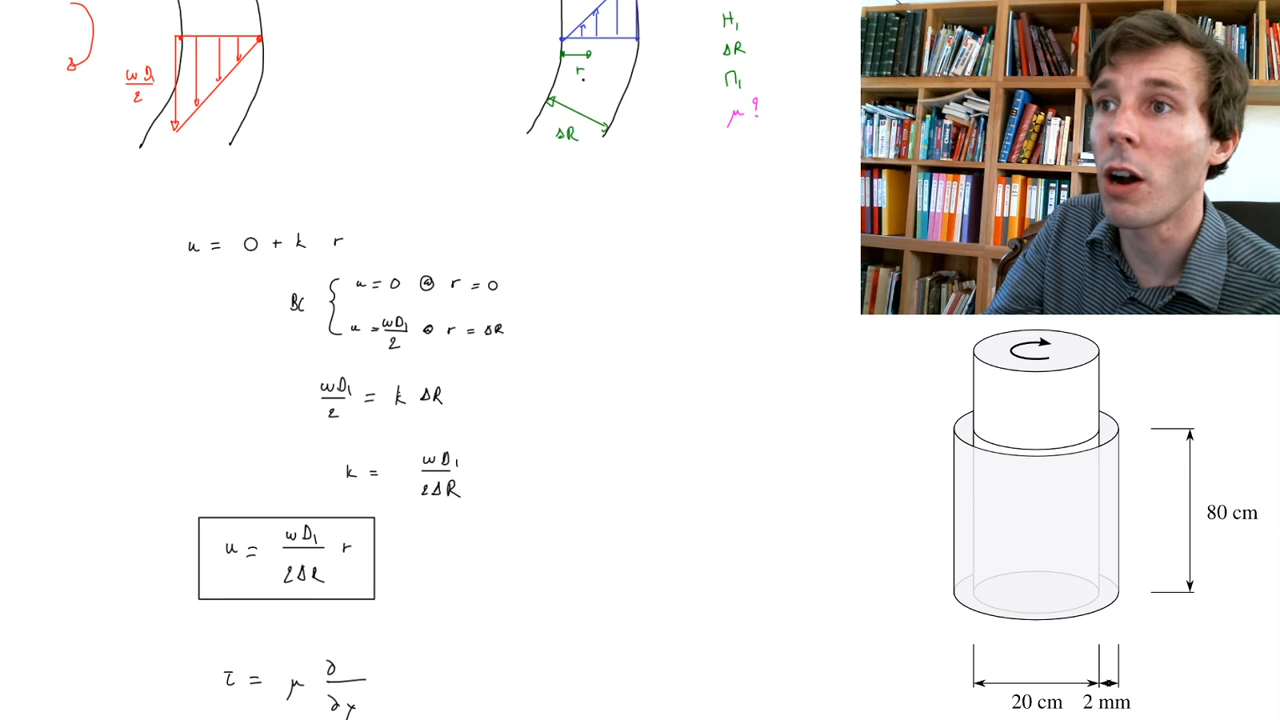 ωD₁/2
r
ΔR
H₁
ΔR
Π₁
μ ?
u = 0 + k r
BC { u = 0 @ r = 0
u = ωD₁/2 @ r = ΔR
ωD₁/2 = k ΔR
k = ωD₁/2ΔR
u = ωD₁/2ΔR r
τ = μ ∂/∂r
80 cm
20 cm 2 mm